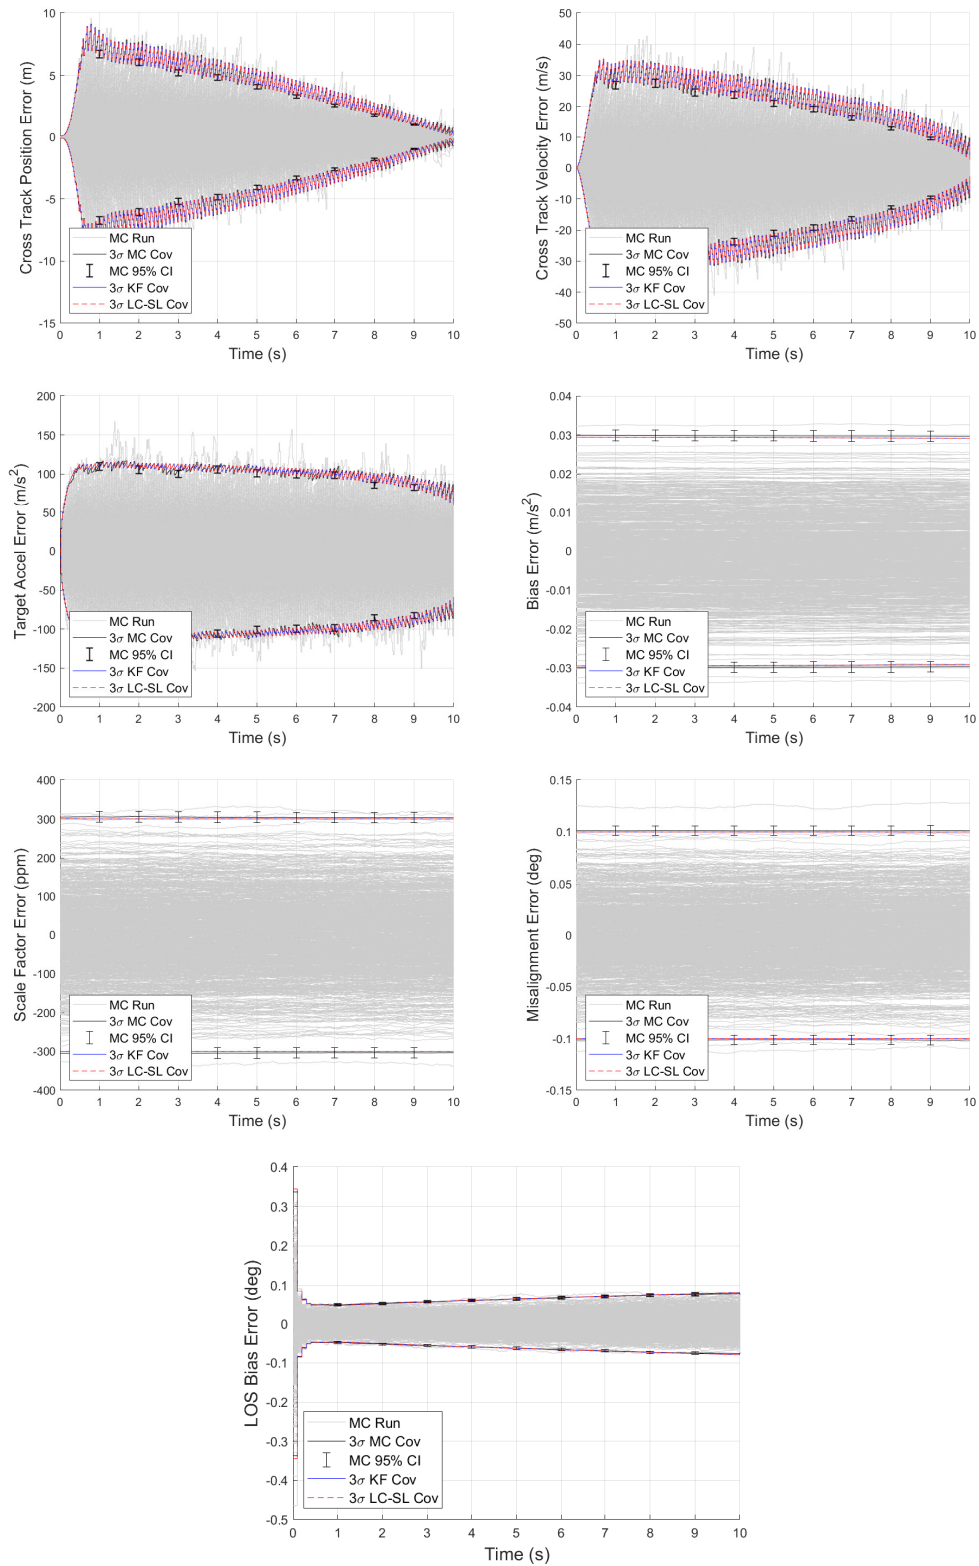 10
5
0
-5
-10
-15
Cross Track Position Error (m)
MC Run
3σ MC Cov
MC 95% CI
3σ KF Cov
3σ LC-SL Cov
0 1 2 3 4 5 6 7 8 9 10
Time (s)
50
40
30
20
10
0
-10
-20
-30
-40
-50
Cross Track Velocity Error (m/s)
MC Run
3σ MC Cov
MC 95% CI
3σ KF Cov
3σ LC-SL Cov
0 1 2 3 4 5 6 7 8 9 10
Time (s)
200
150
100
50
0
-50
-100
-150
-200
Target Accel Error (m/s²)
MC Run
3σ MC Cov
MC 95% CI
3σ KF Cov
3σ LC-SL Cov
0 1 2 3 4 5 6 7 8 9 10
Time (s)
0.04
0.03
0.02
0.01
0
-0.01
-0.02
-0.03
-0.04
Bias Error (m/s²)
MC Run
3σ MC Cov
MC 95% CI
3σ KF Cov
3σ LC-SL Cov
0 1 2 3 4 5 6 7 8 9 10
Time (s)
400
300
200
100
0
-100
-200
-300
-400
Scale Factor Error (ppm)
MC Run
3σ MC Cov
MC 95% CI
3σ KF Cov
3σ LC-SL Cov
0 1 2 3 4 5 6 7 8 9 10
Time (s)
0.15
0.1
0.05
0
-0.05
-0.1
-0.15
Misalignment Error (deg)
MC Run
3σ MC Cov
MC 95% CI
3σ KF Cov
3σ LC-SL Cov
0 1 2 3 4 5 6 7 8 9 10
Time (s)
0.4
0.3
0.2
0.1
0
-0.1
-0.2
-0.3
-0.4
-0.5
LOS Bias Error (deg)
MC Run
3σ MC Cov
MC 95% CI
3σ KF Cov
3σ LC-SL Cov
0 1 2 3 4 5 6 7 8 9 10
Time (s)